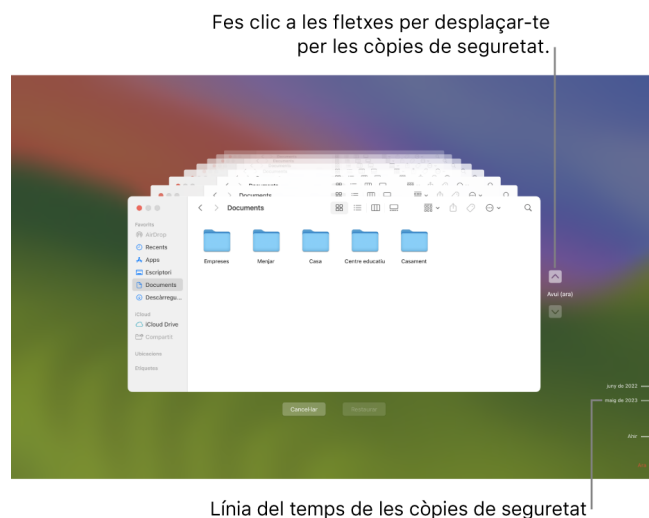 Fes clic a les fletxes per desplaçar-te
per les còpies de seguretat.
Documents
Documents
Documents
Favorits
AirDrop
Recents
Apps
Escriptori
Documents
Descàrregu...
iCloud
iCloud Drive
Compartit
Ubicacions
Etiquetes
Empreses
Menjar
Casa
Centre educatiu
Casament
Avui (ara)
Cancel·lar
Restaurar
juny de 2022
maig de 2023
Ahir
Línia del temps de les còpies de seguretat